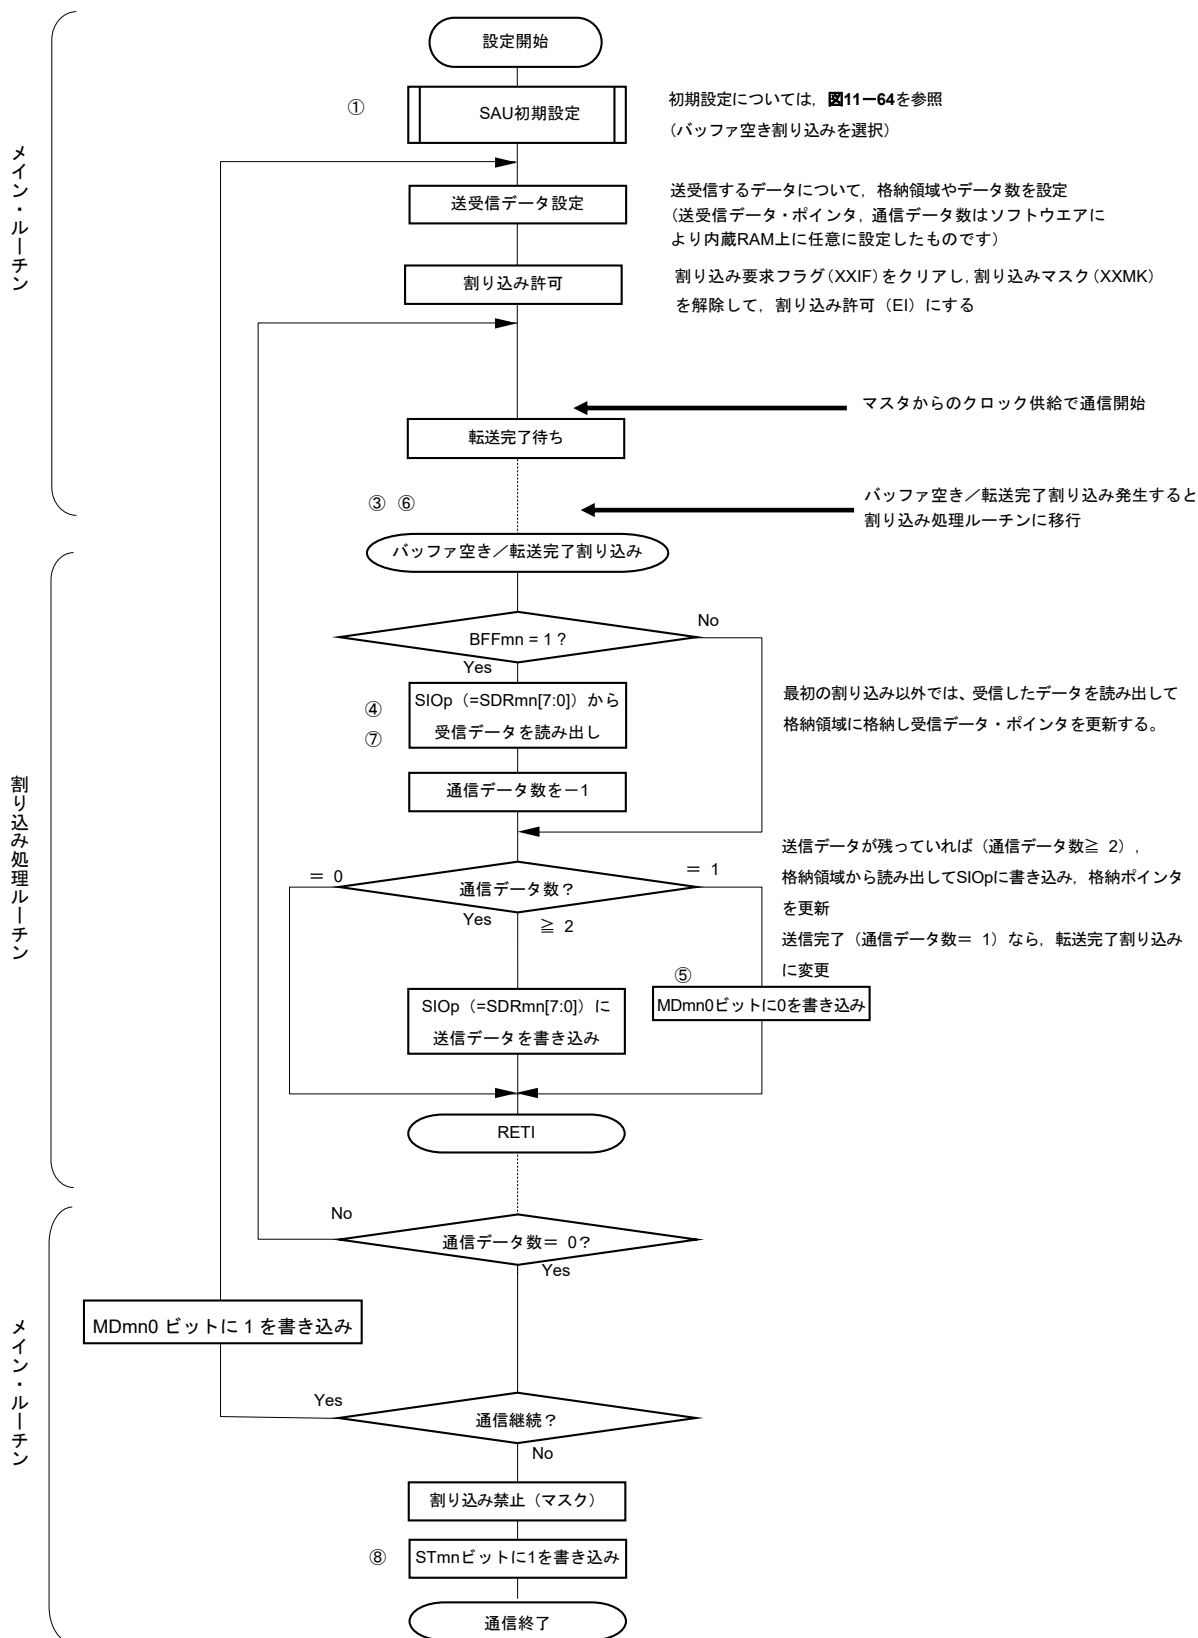 設定開始
①
SAU初期設定
初期設定については，図11－64を参照
（バッファ空き割り込みを選択）
メイン・ルーチン
送受信データ設定
送受信するデータについて，格納領域やデータ数を設定
（送受信データ・ポインタ，通信データ数はソフトウエアに
より内蔵RAM上に任意に設定したものです）
割り込み許可
割り込み要求フラグ（XXIF）をクリアし，割り込みマスク（XXMK）
を解除して，割り込み許可（EI）にする
マスタからのクロック供給で通信開始
転送完了待ち
③ ⑥
バッファ空き／転送完了割り込み発生すると
割り込み処理ルーチンに移行
バッファ空き／転送完了割り込み
割り込み処理ルーチン
BFFmn = 1？
No
Yes
④
⑦
SIOp（=SDRmn[7:0]）から
受信データを読み出し
最初の割り込み以外では、受信したデータを読み出して
格納領域に格納し受信データ・ポインタを更新する。
通信データ数を－1
送信データが残っていれば（通信データ数≧ 2），
格納領域から読み出してSIOpに書き込み，格納ポインタ
を更新
送信完了（通信データ数＝ 1）なら，転送完了割り込み
に変更
＝ 0
通信データ数？
＝ 1
Yes
≧ 2
⑤
MDmn0ビットに0を書き込み
SIOp（=SDRmn[7:0]）に
送信データを書き込み
RETI
メイン・ルーチン
No
通信データ数＝ 0？
Yes
MDmn0 ビットに 1 を書き込み
Yes
通信継続？
No
割り込み禁止（マスク）
⑧
STmnビットに1を書き込み
通信終了